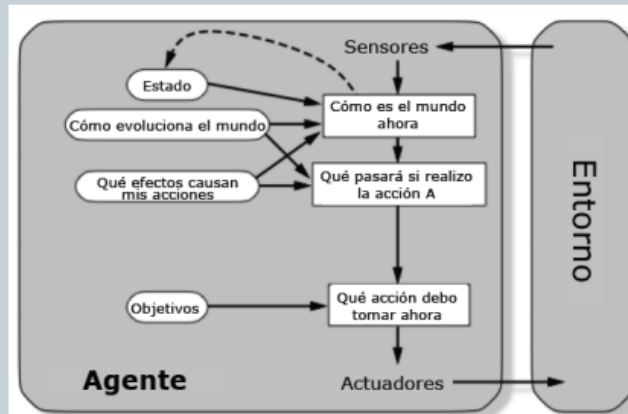 Sensores
Estado
Cómo es el mundo
ahora
Cómo evoluciona el mundo
Qué pasará si realizo
la acción A
Qué efectos causan
mis acciones
Qué acción debo
tomar ahora
Objetivos
Agente
Actuadores
Entorno